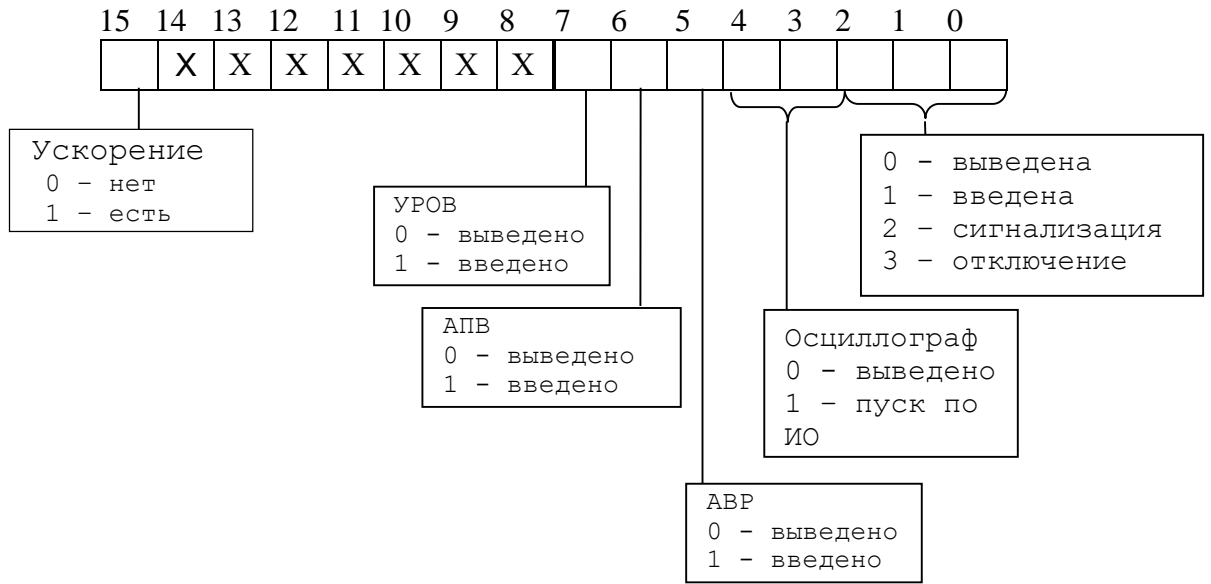 15 14 13 12 11 10 9 8 7 6 5 4 3 2 1 0
X X X X X X X
Ускорение
0 – нет
1 – есть
УРОВ
0 - выведено
1 - введено
АПВ
0 - выведено
1 - введено
АВР
0 - выведено
1 - введено
Осциллограф
0 - выведено
1 – пуск по
ИО
0 - выведена
1 - введена
2 – сигнализация
3 – отключение